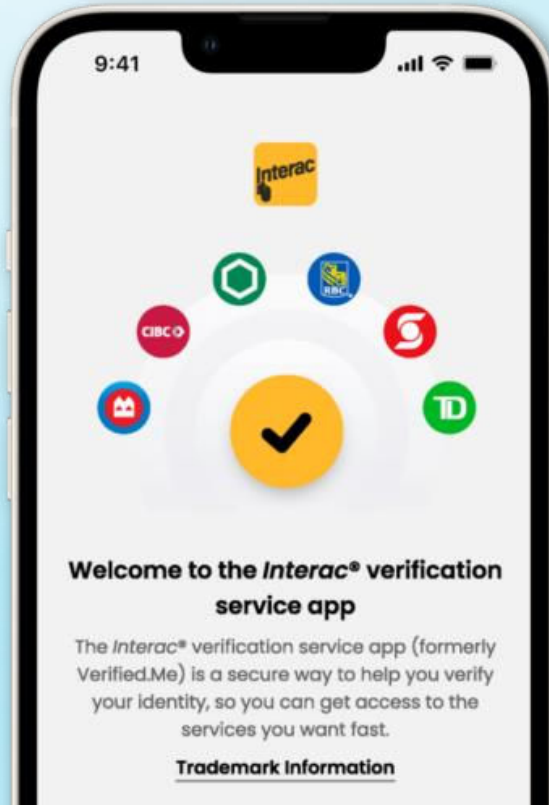 9:41
Interac
RBC
CIBC
TD
Welcome to the Interac® verification
service app
The Interac® verification service app (formerly
Verified.Me) is a secure way to help you verify
your identity, so you can get access to the
services you want fast.
Trademark Information